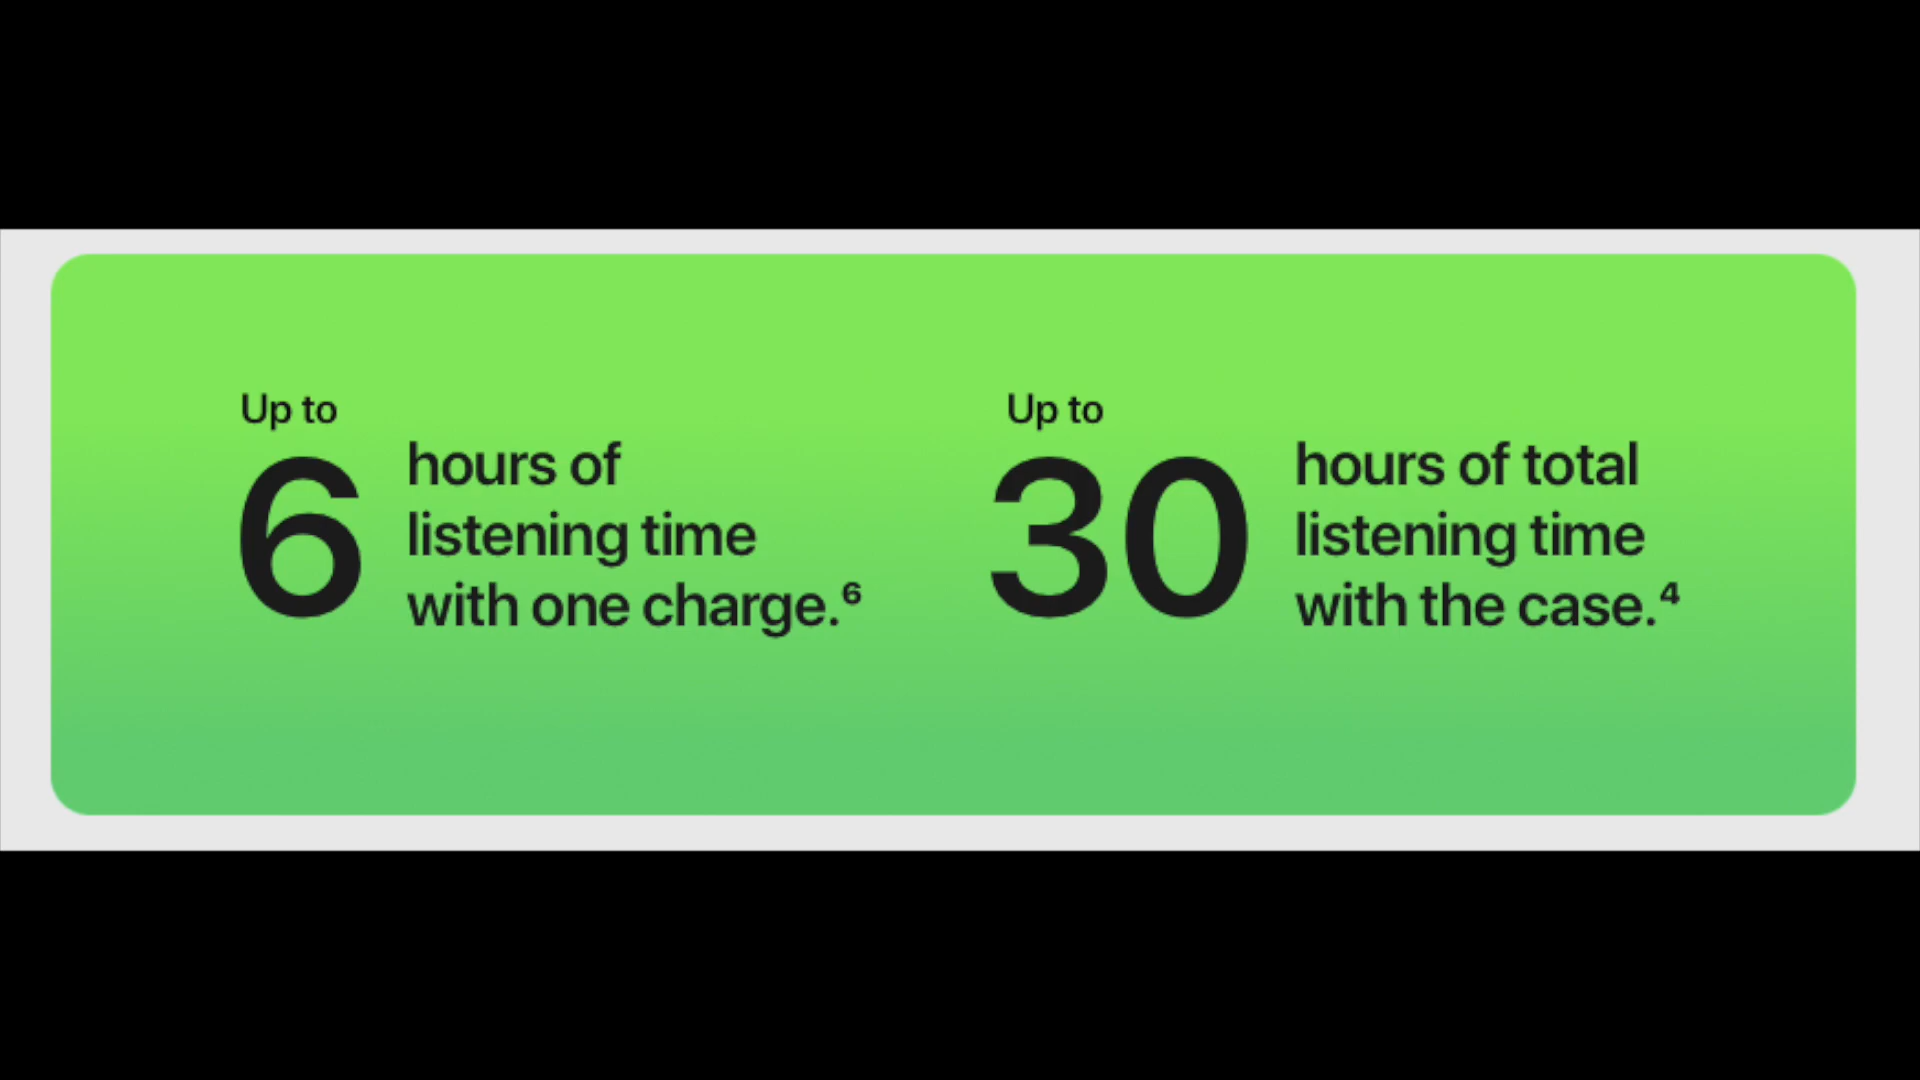 Up to
6
hours of
listening time
with one charge.⁶
Up to
30
hours of total
listening time
with the case.⁴